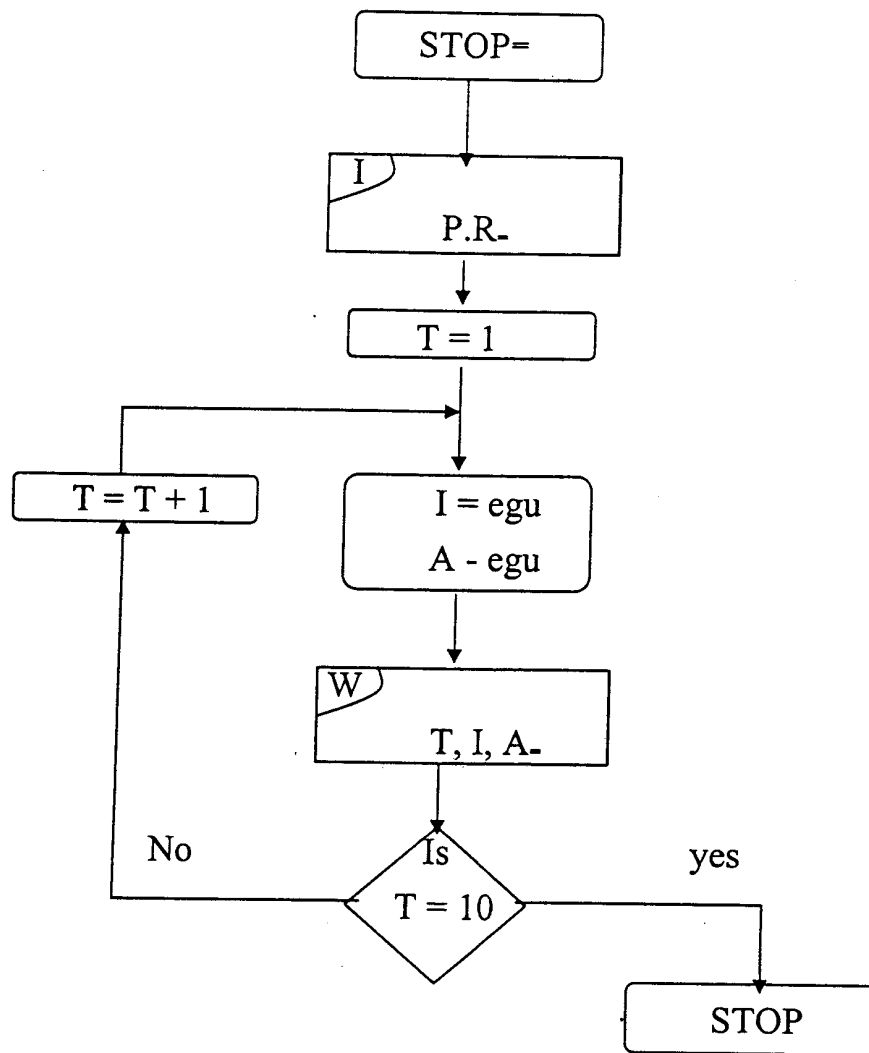 STOP=
I
P.R-
T = 1
T = T + 1
I = egu
A - egu
W
T, I, A-
No
Is
yes
T = 10
STOP